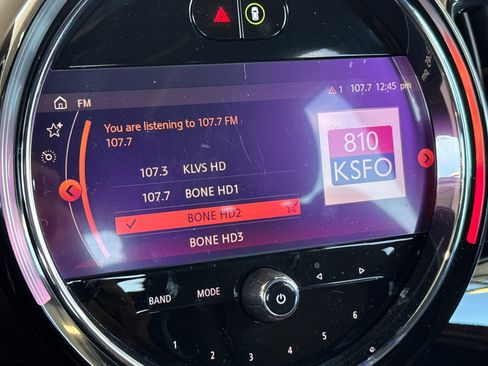 FM
1 107.7 12:45 pm
You are listening to 107.7 FM
107.7
107.3 KLVS HD
107.7 BONE HD1
BONE HD2
BONE HD3
810
KSFO
BAND MODE
1 2 3 4 5 6